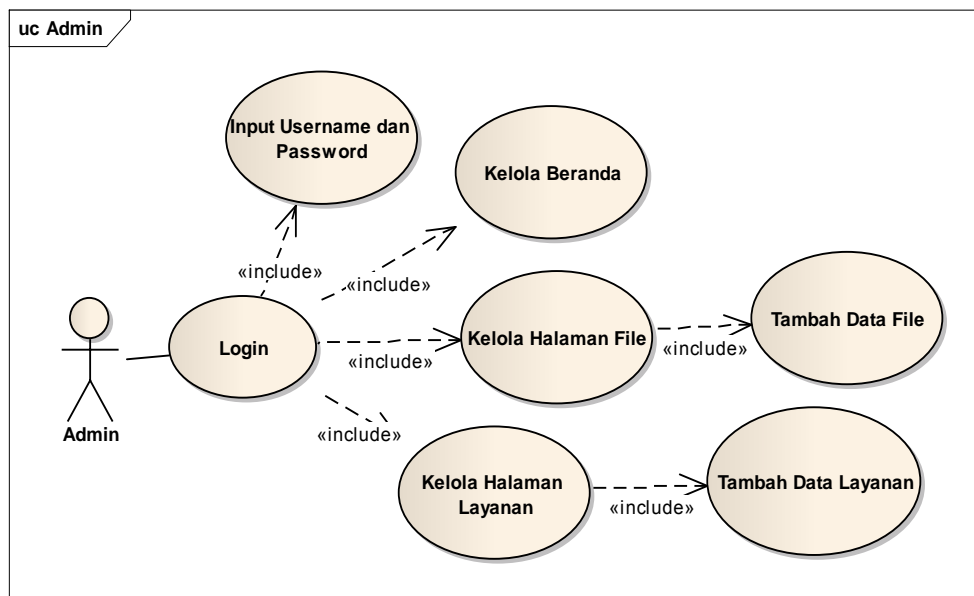 uc Admin
Input Username dan
Password
Kelola Beranda
«include»
«include»
Login
«include»
Kelola Halaman File
«include»
Tambah Data File
Admin
«include»
Kelola Halaman
Layanan
«include»
Tambah Data Layanan